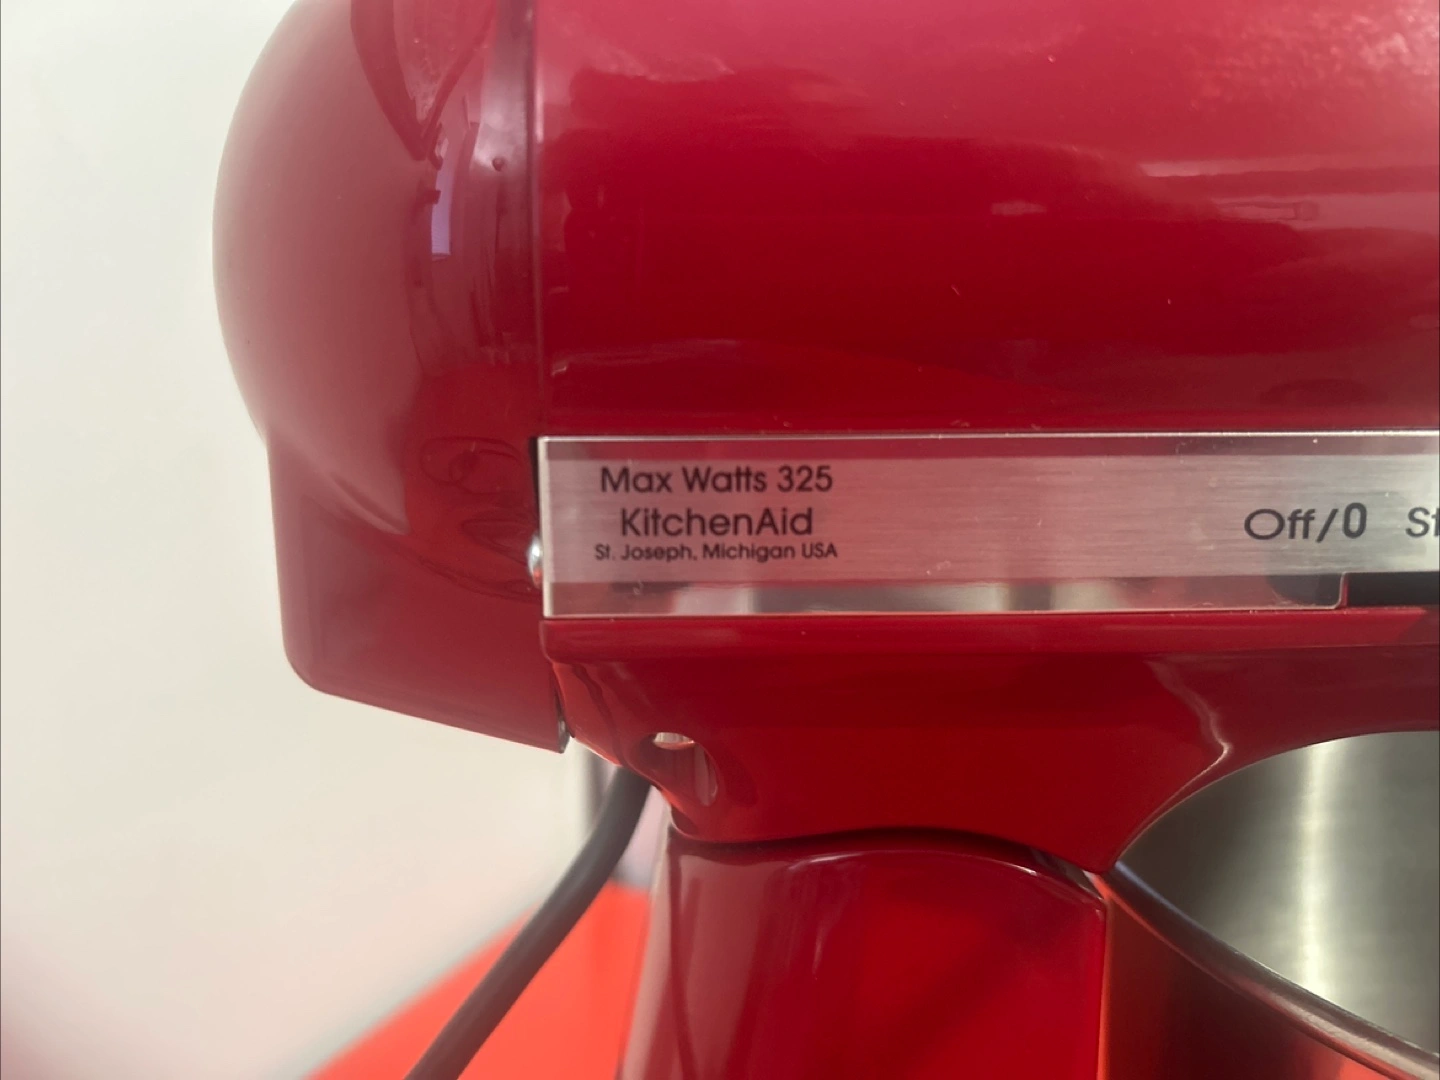 Max Watts 325
KitchenAid
St. Joseph, Michigan USA
Off/0